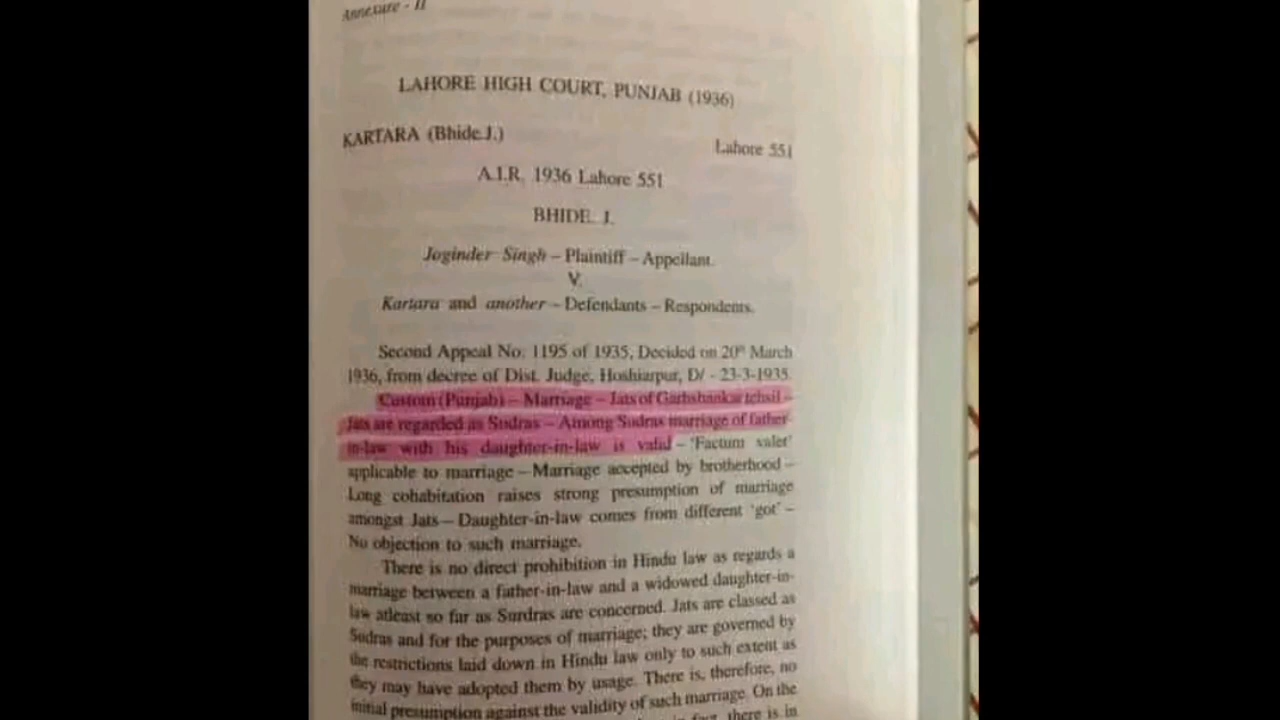 Annexure - II
LAHORE HIGH COURT, PUNJAB (1936)
KARTARA (Bhide.J.) Lahore 551
A.I.R. 1936 Lahore 551
BHIDE. J.
Joginder Singh – Plaintiff – Appellant.
V.
Kartara and another – Defendants – Respondents.
Second Appeal No. 1195 of 1935, Decided on 20th March
1936, from decree of Dist. Judge, Hoshiarpur, D/ - 23-3-1935.
Custom (Punjab) – Marriage – Jats of Garhshankar tehsil –
Jats are regarded as Sudras – Among Sudras marriage of father-
in-law with his daughter-in-law is valid – 'Factum valet'
applicable to marriage – Marriage accepted by brotherhood –
Long cohabitation raises strong presumption of marriage
amongst Jats – Daughter-in-law comes from different 'got' –
No objection to such marriage.
There is no direct prohibition in Hindu law as regards a
marriage between a father-in-law and a widowed daughter-in-
law atleast so far as Surdras are concerned. Jats are classed as
Sudras and for the purposes of marriage; they are governed by
the restrictions laid down in Hindu law only to such extent as
they may have adopted them by usage. There is, therefore, no
initial presumption against the validity of such marriage. On the
fact, there is in